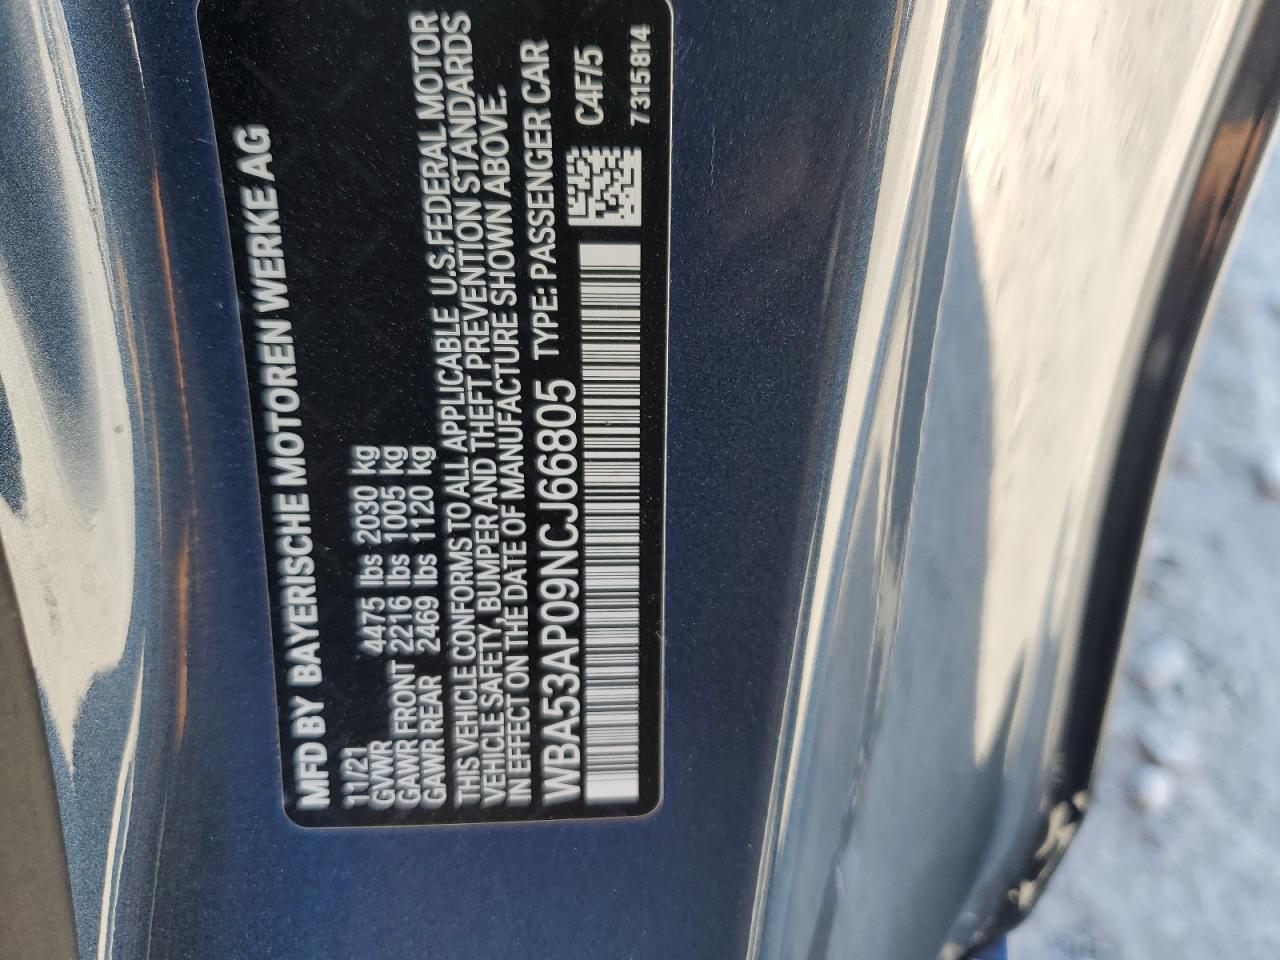 MFD BY BAYERISCHE MOTOREN WERKE AG
11/21
GVWR 4475 lbs 2030 kg
GAWR FRONT 2216 lbs 1005 kg
GAWR REAR 2469 lbs 1120 kg
THIS VEHICLE CONFORMS TO ALL APPLICABLE U.S.FEDERAL MOTOR
VEHICLE SAFETY, BUMPER AND THEFT PREVENTION STANDARDS
IN EFFECT ON THE DATE OF MANUFACTURE SHOWN ABOVE.
WBA53AP09NCJ66805 TYPE: PASSENGER CAR
C4F/5
7315814